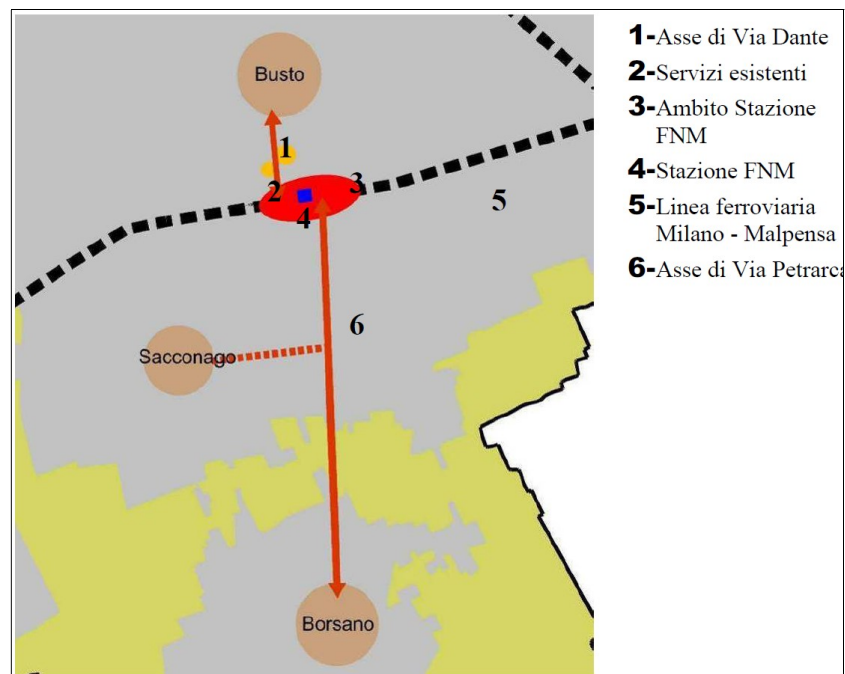 Busto
1
2
3
4
5
6
Sacconago
Borsano
1-Asse di Via Dante
2-Servizi esistenti
3-Ambito Stazione
FNM
4-Stazione FNM
5-Linea ferroviaria
Milano - Malpensa
6-Asse di Via Petrarca